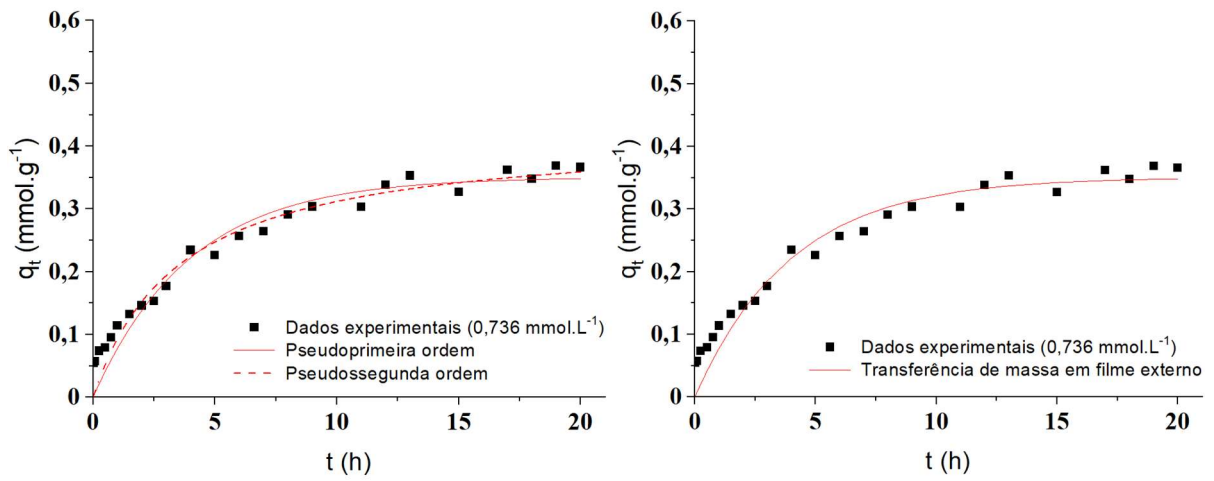 0,6
0,5
0,4
0,3
0,2
0,1
0
qt (mmol.g-1)
Dados experimentais (0,736 mmol.L-1)
Pseudoprimeira ordem
Pseudossegunda ordem
0 5 10 15 20
t (h)
0,6
0,5
0,4
0,3
0,2
0,1
0
qt (mmol.g-1)
Dados experimentais (0,736 mmol.L-1)
Transferência de massa em filme externo
0 5 10 15 20
t (h)